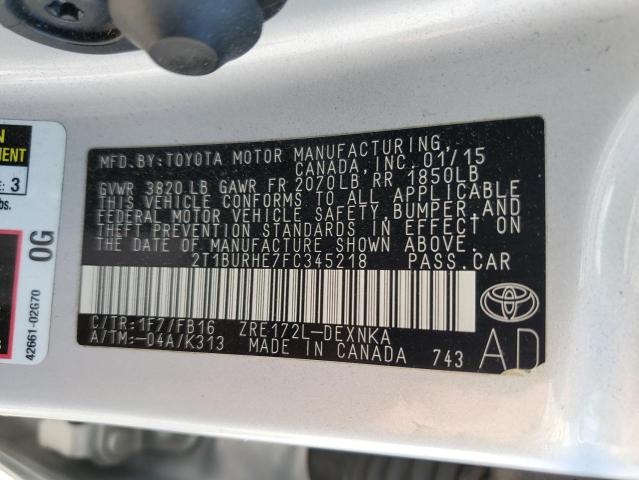 MFD.BY:TOYOTA MOTOR MANUFACTURING,
CANADA, INC. 01/15
GVWR 3820 LB GAWR FR 2070LB RR 1850LB
THIS VEHICLE CONFORMS TO ALL APPLICABLE
FEDERAL MOTOR VEHICLE SAFETY,BUMPER,AND
THEFT PREVENTION STANDARDS IN EFFECT ON
THE DATE OF MANUFACTURE SHOWN ABOVE.
2T1BURHE7FC345218 PASS.CAR
C/TR:1F7/FB16 ZRE172L-DEXNKA
A/TM:-04A/K313 MADE IN CANADA 743
AD
3
0G
42661-02G70